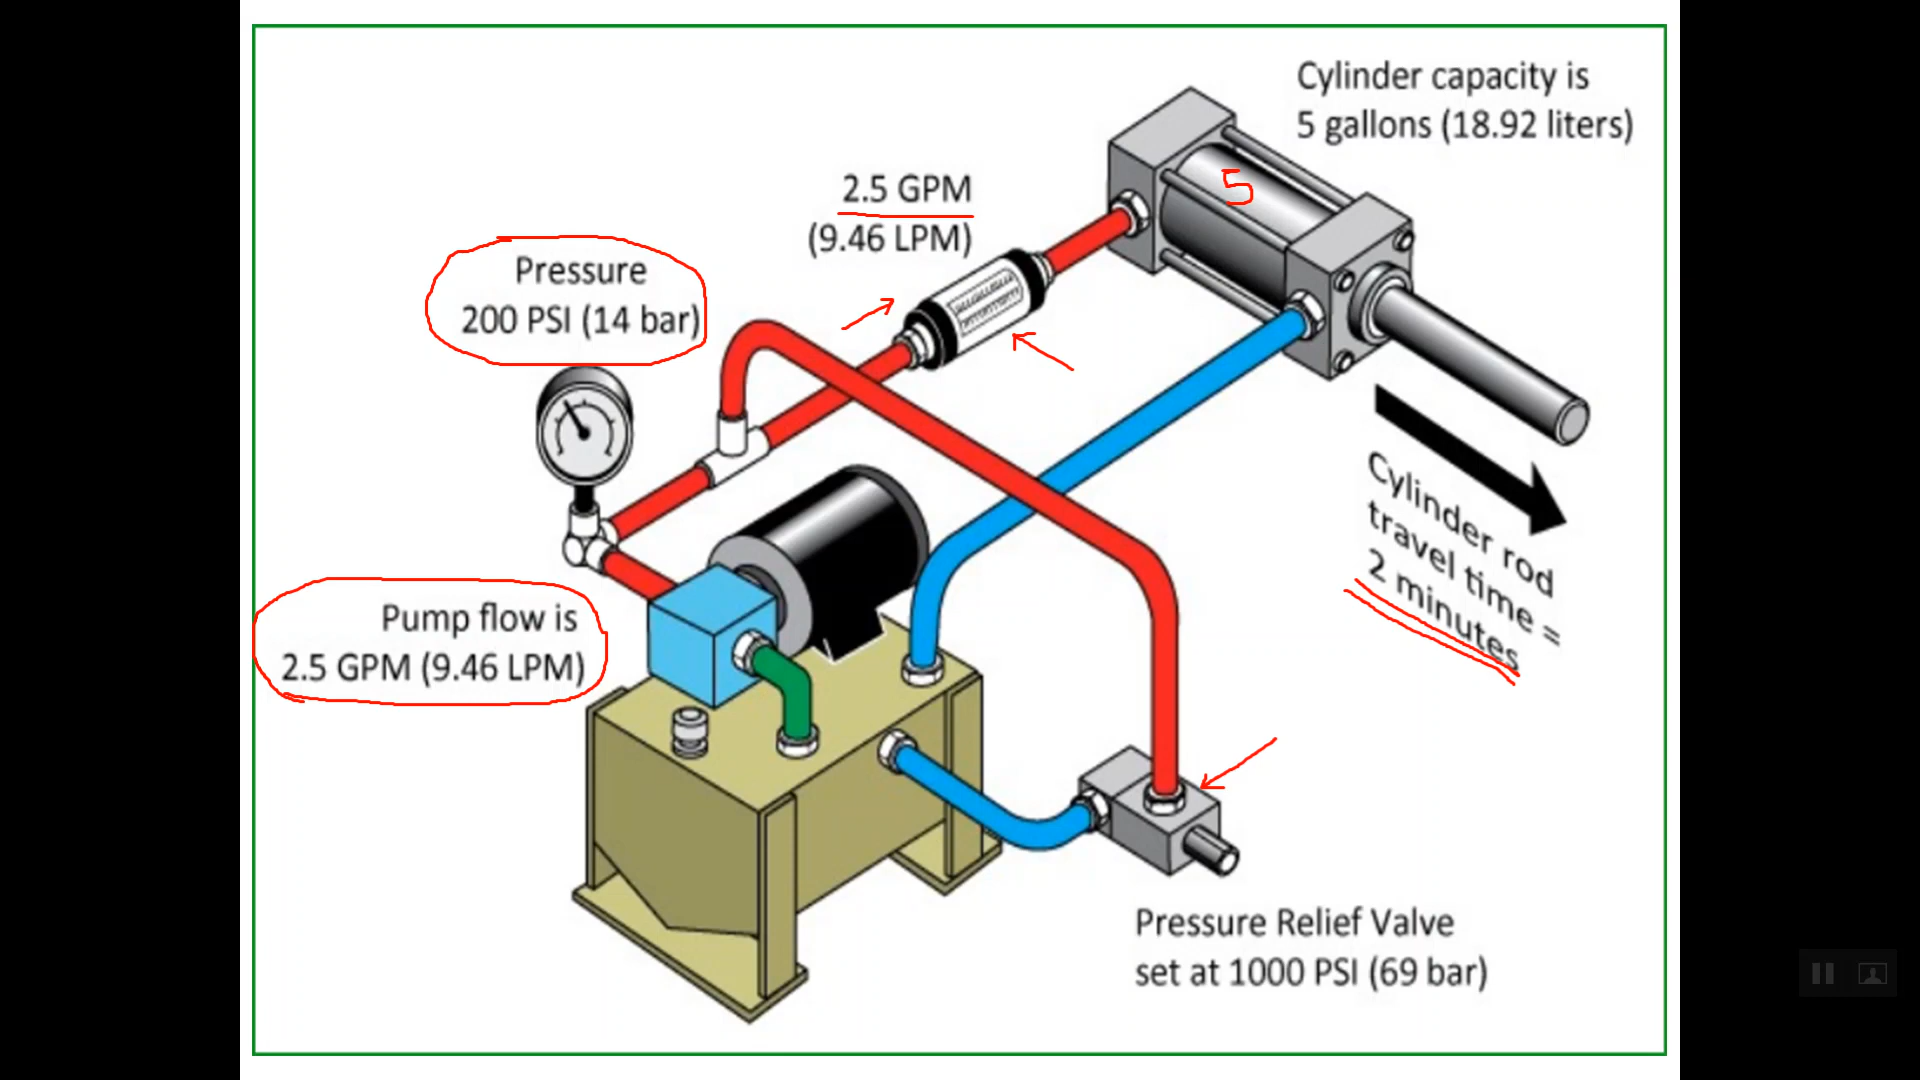 Cylinder capacity is
5 gallons (18.92 liters)
5
2.5 GPM
(9.46 LPM)
Pressure
200 PSI (14 bar)
Cylinder rod
travel time =
2 minutes
Pump flow is
2.5 GPM (9.46 LPM)
Pressure Relief Valve
set at 1000 PSI (69 bar)